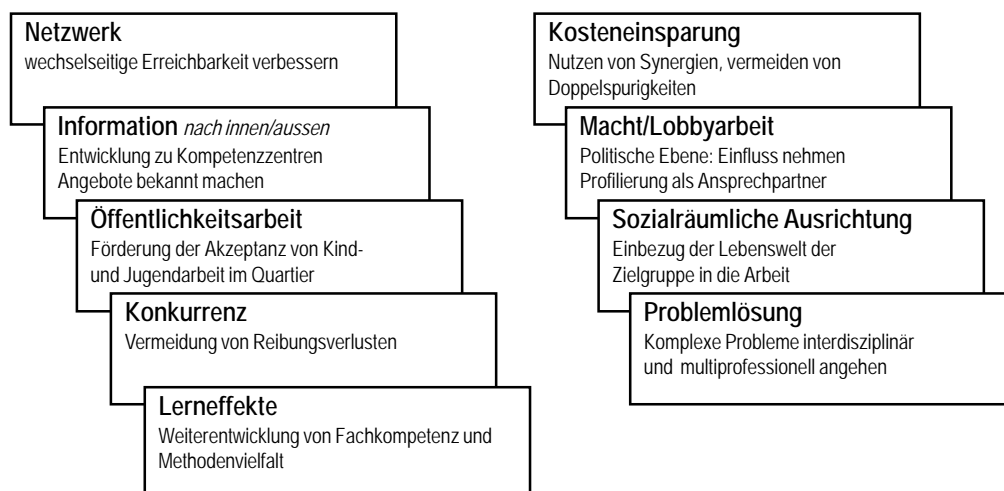 Netzwerk
wechselseitige Erreichbarkeit verbessern
Information nach innen/aussen
Entwicklung zu Kompetenzzentren
Angebote bekannt machen
Öffentlichkeitsarbeit
Förderung der Akzeptanz von Kind-
und Jugendarbeit im Quartier
Konkurrenz
Vermeidung von Reibungsverlusten
Lerneffekte
Weiterentwicklung von Fachkompetenz und
Methodenvielfalt
Kosteneinsparung
Nutzen von Synergien, vermeiden von
Doppelspurigkeiten
Macht/Lobbyarbeit
Politische Ebene: Einfluss nehmen
Profilierung als Ansprechpartner
Sozialräumliche Ausrichtung
Einbezug der Lebenswelt der
Zielgruppe in die Arbeit
Problemlösung
Komplexe Probleme interdisziplinär
und multiprofessionell angehen